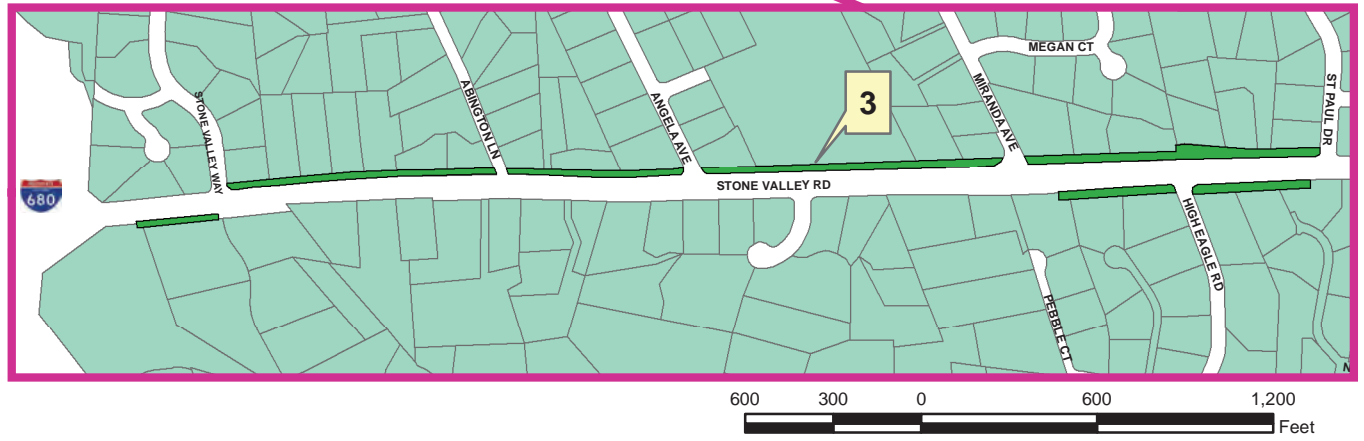 MEGAN CT
STONE VALLEY WAY
ABINGTON LN
ANGELA AVE
3
MIRANDA AVE
ST PAUL DR
680
STONE VALLEY RD
HIGH EAGLE RD
PEBBLE CT
N
600 300 0 600 1,200
Feet